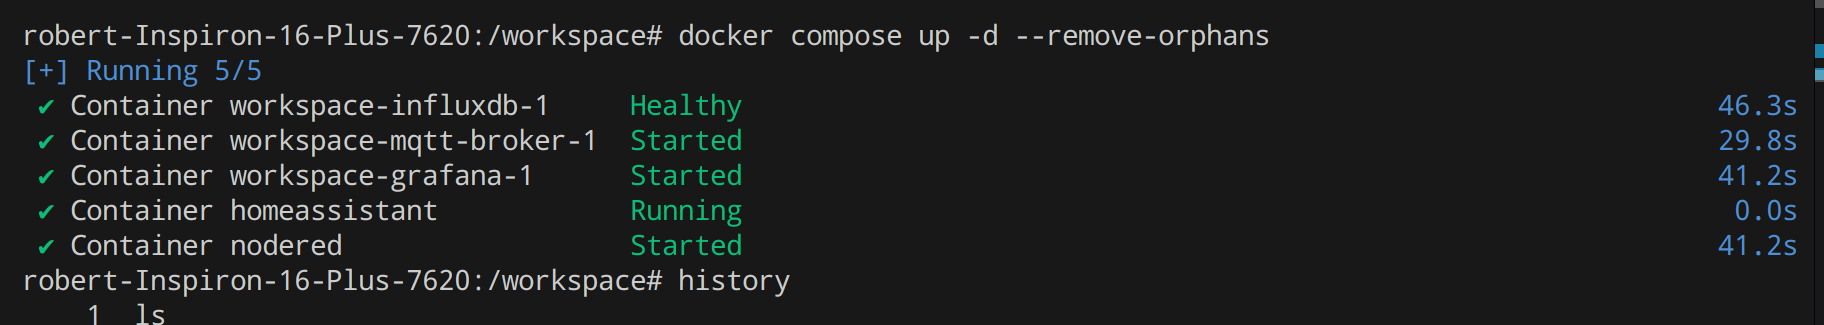 robert-Inspiron-16-Plus-7620:/workspace# docker compose up -d --remove-orphans
[+] Running 5/5
✔ Container workspace-influxdb-1 Healthy 46.3s
✔ Container workspace-mqtt-broker-1 Started 29.8s
✔ Container workspace-grafana-1 Started 41.2s
✔ Container homeassistant Running 0.0s
✔ Container nodered Started 41.2s
robert-Inspiron-16-Plus-7620:/workspace# history
1 ls